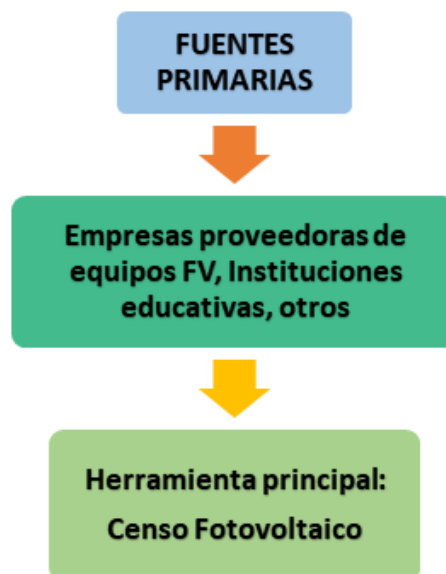 FUENTES
PRIMARIAS
Empresas proveedoras de
equipos FV, Instituciones
educativas, otros
Herramienta principal:
Censo Fotovoltaico